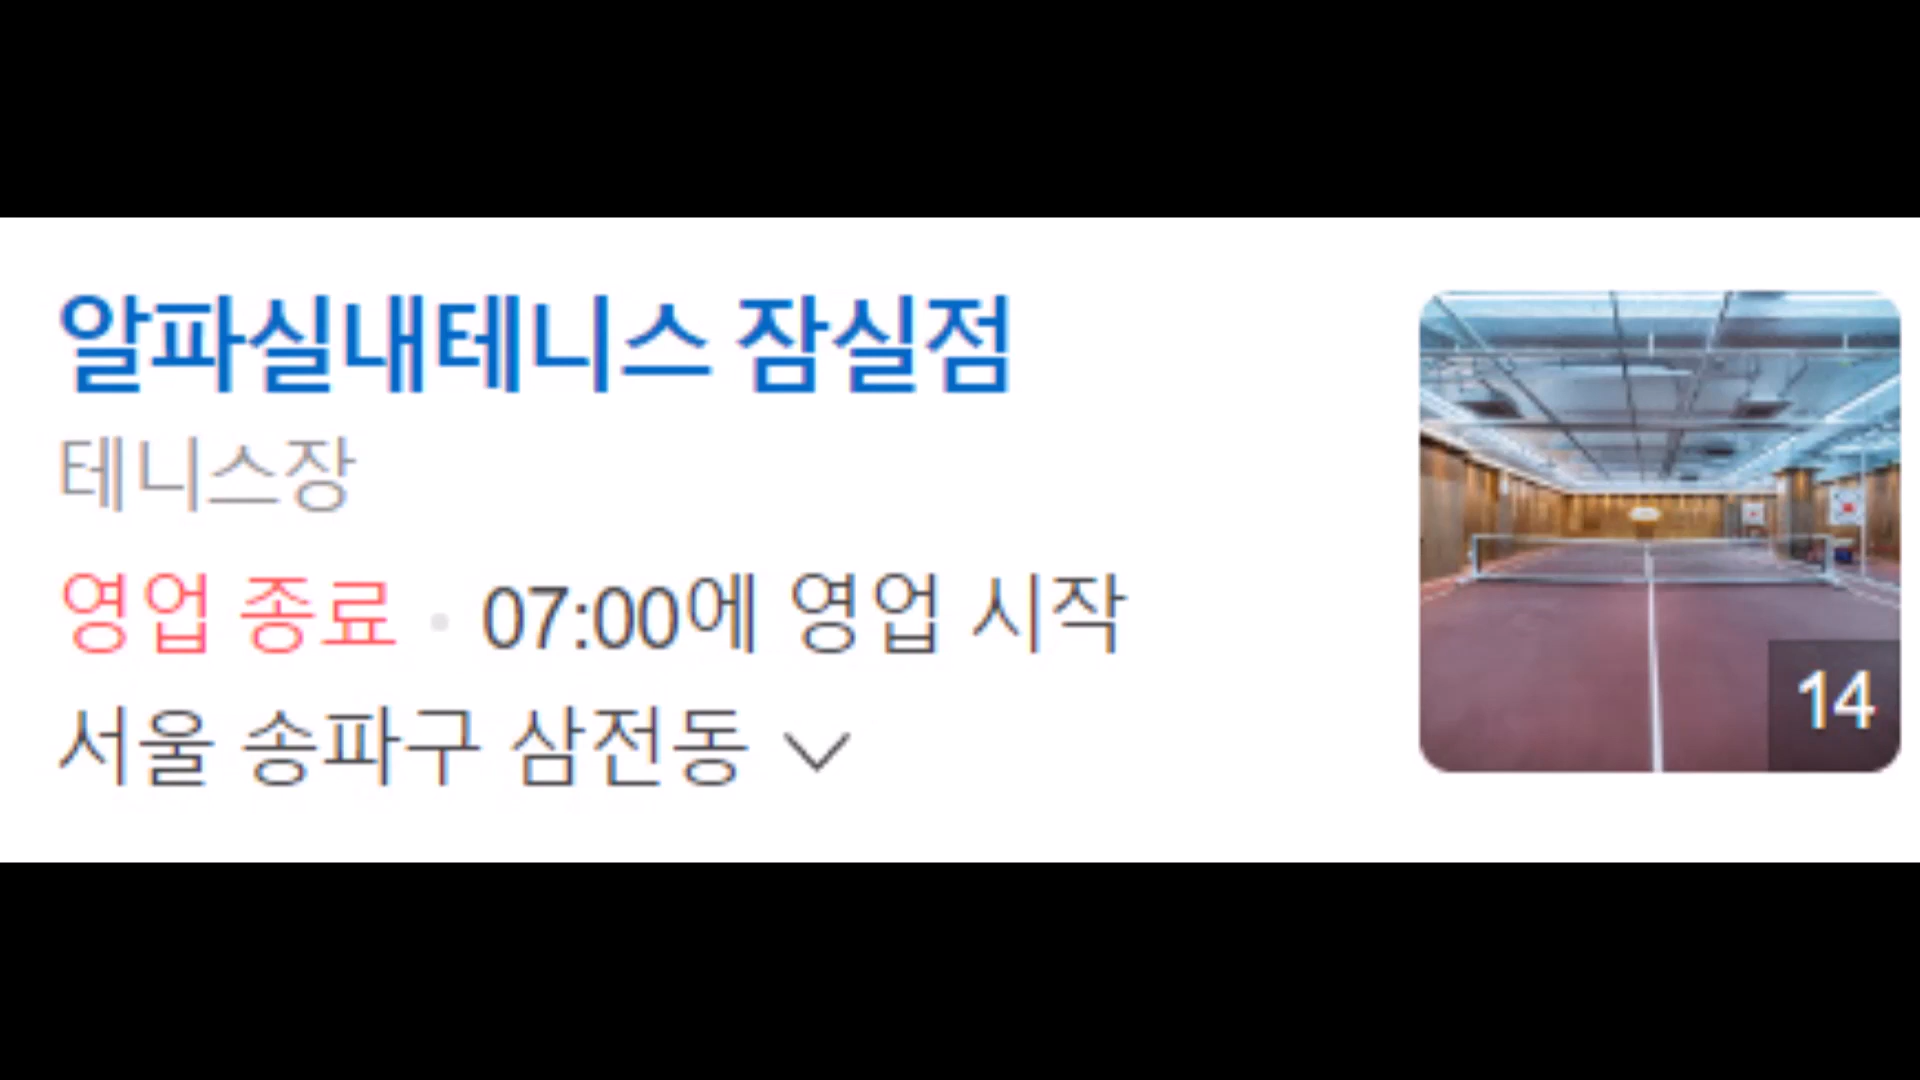 알파실내테니스 잠실점
테니스장
영업 종료 · 07:00에 영업 시작
서울 송파구 삼전동
14